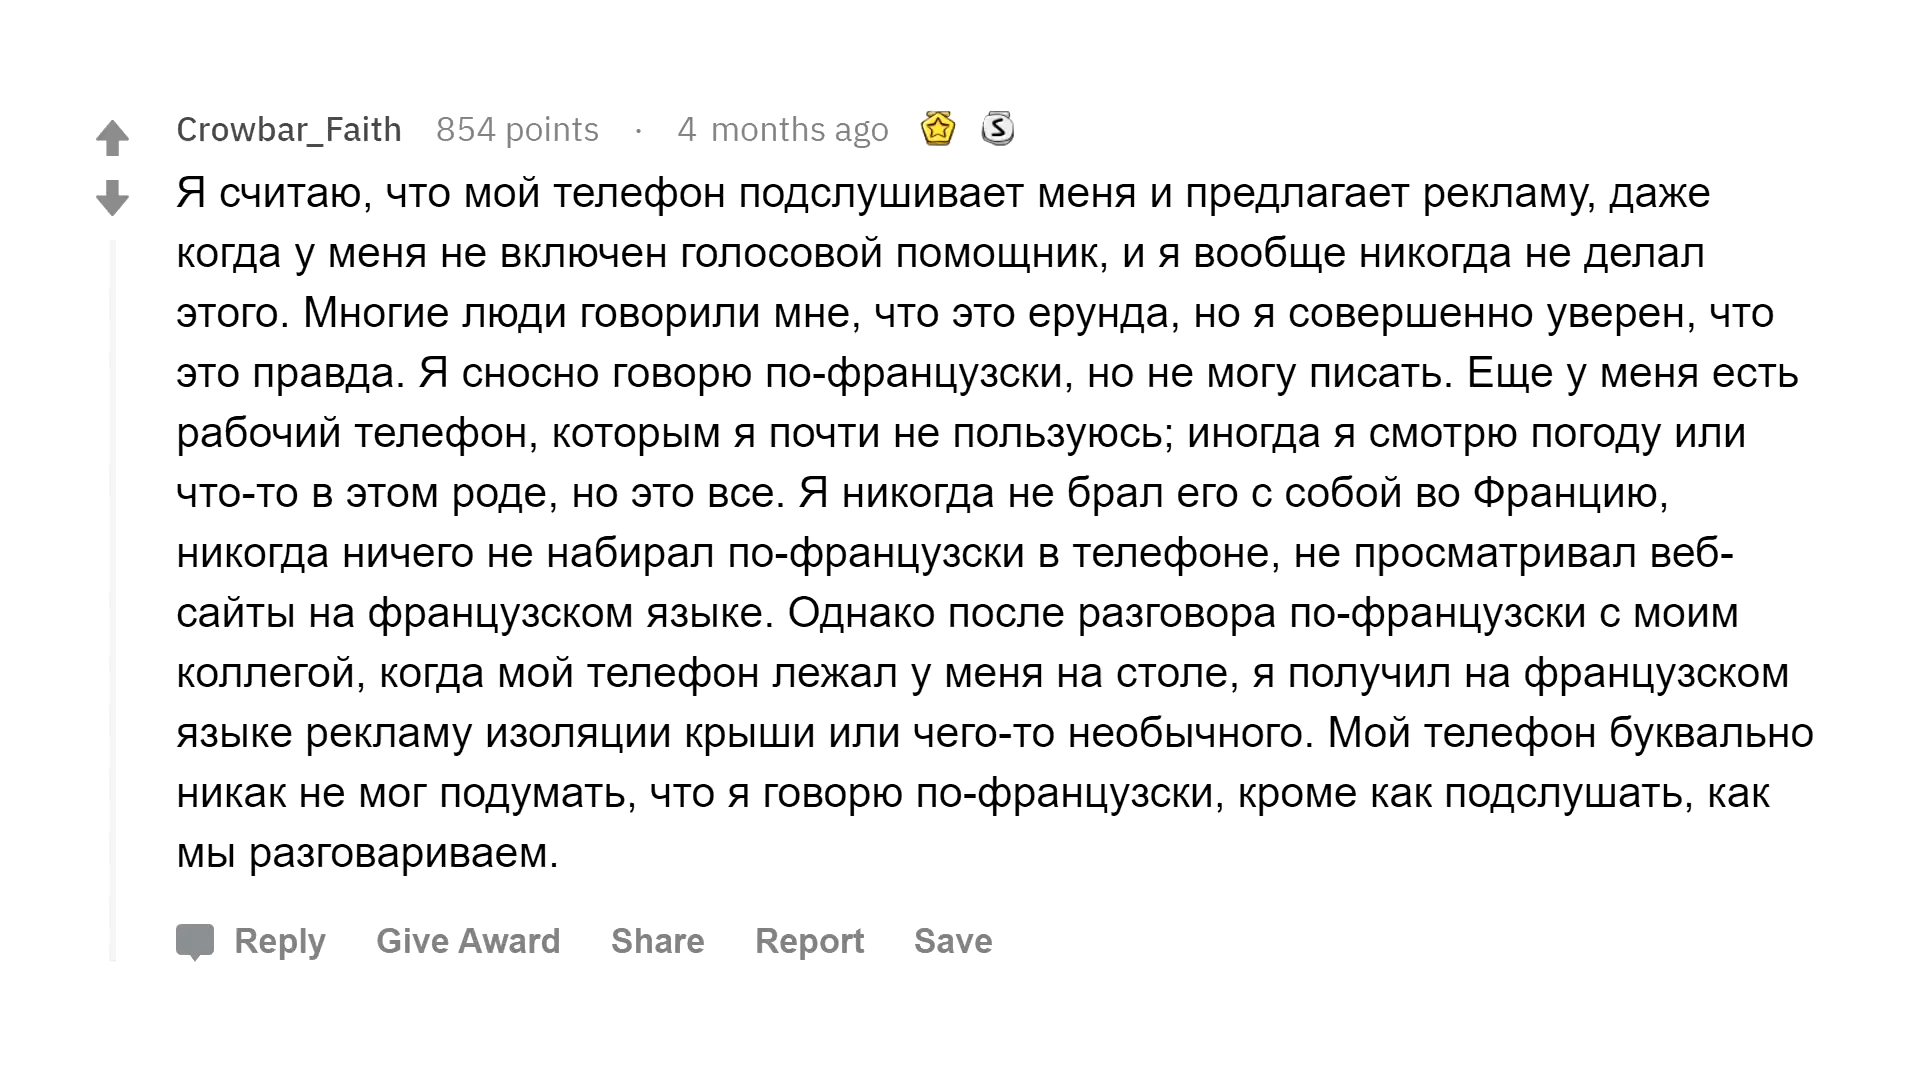 Crowbar_Faith 854 points · 4 months ago
Я считаю, что мой телефон подслушивает меня и предлагает рекламу, даже
когда у меня не включен голосовой помощник, и я вообще никогда не делал
этого. Многие люди говорили мне, что это ерунда, но я совершенно уверен, что
это правда. Я сносно говорю по-французски, но не могу писать. Еще у меня есть
рабочий телефон, которым я почти не пользуюсь; иногда я смотрю погоду или
что-то в этом роде, но это все. Я никогда не брал его с собой во Францию,
никогда ничего не набирал по-французски в телефоне, не просматривал веб-
сайты на французском языке. Однако после разговора по-французски с моим
коллегой, когда мой телефон лежал у меня на столе, я получил на французском
языке рекламу изоляции крыши или чего-то необычного. Мой телефон буквально
никак не мог подумать, что я говорю по-французски, кроме как подслушать, как
мы разговариваем.
Reply Give Award Share Report Save